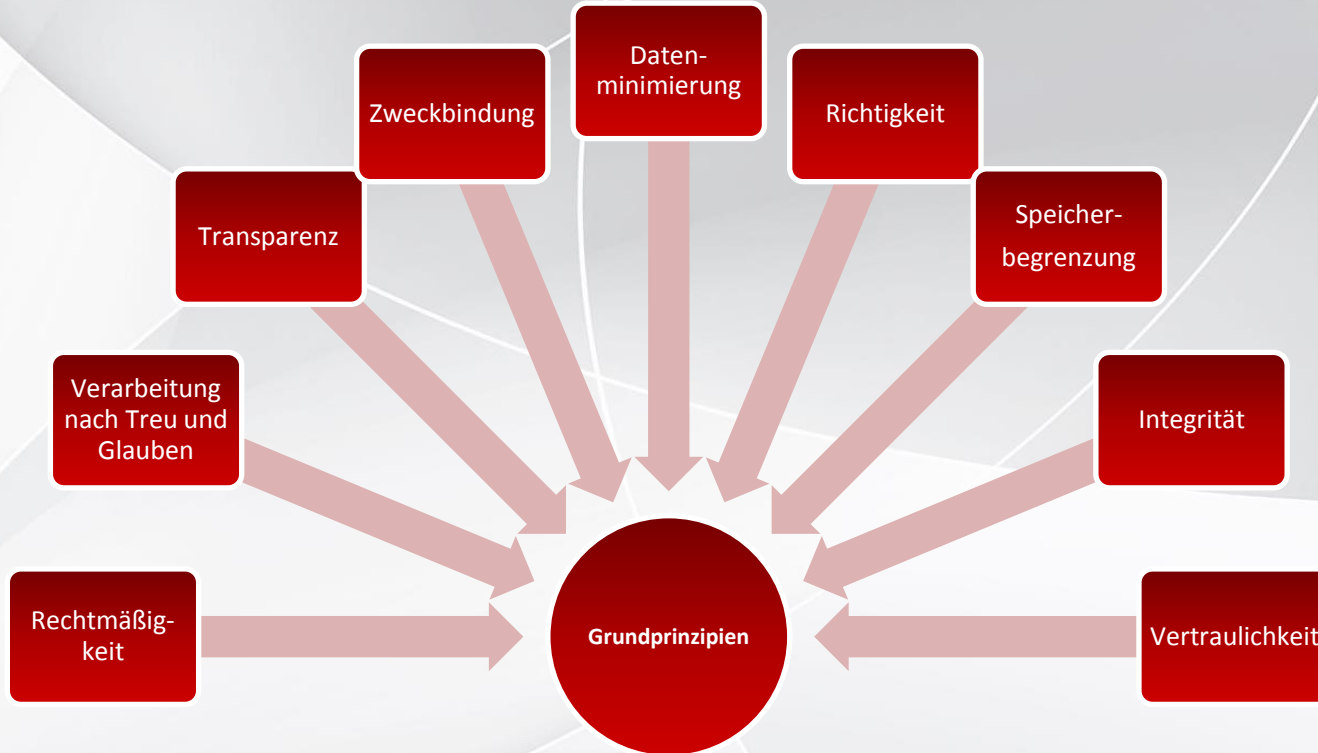 Daten-
minimierung
Zweckbindung
Richtigkeit
Transparenz
Speicher-
begrenzung
Verarbeitung
nach Treu und
Glauben
Integrität
Rechtmäßig-
keit
Grundprinzipien
Vertraulichkeit